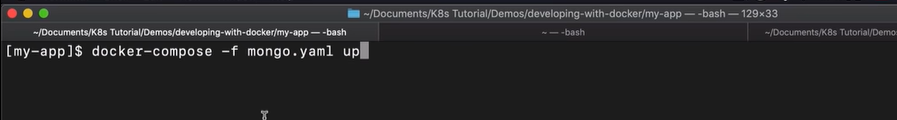 ~/Documents/K8s Tutorial/Demos/developing-with-docker/my-app — -bash — 129×33
~/Documents/K8s Tutorial/Demos/developing-with-docker/my-app — -bash
~ — -bash
~/Documents/K8s Tutorial/Demo
[my-app]$ docker-compose -f mongo.yaml up